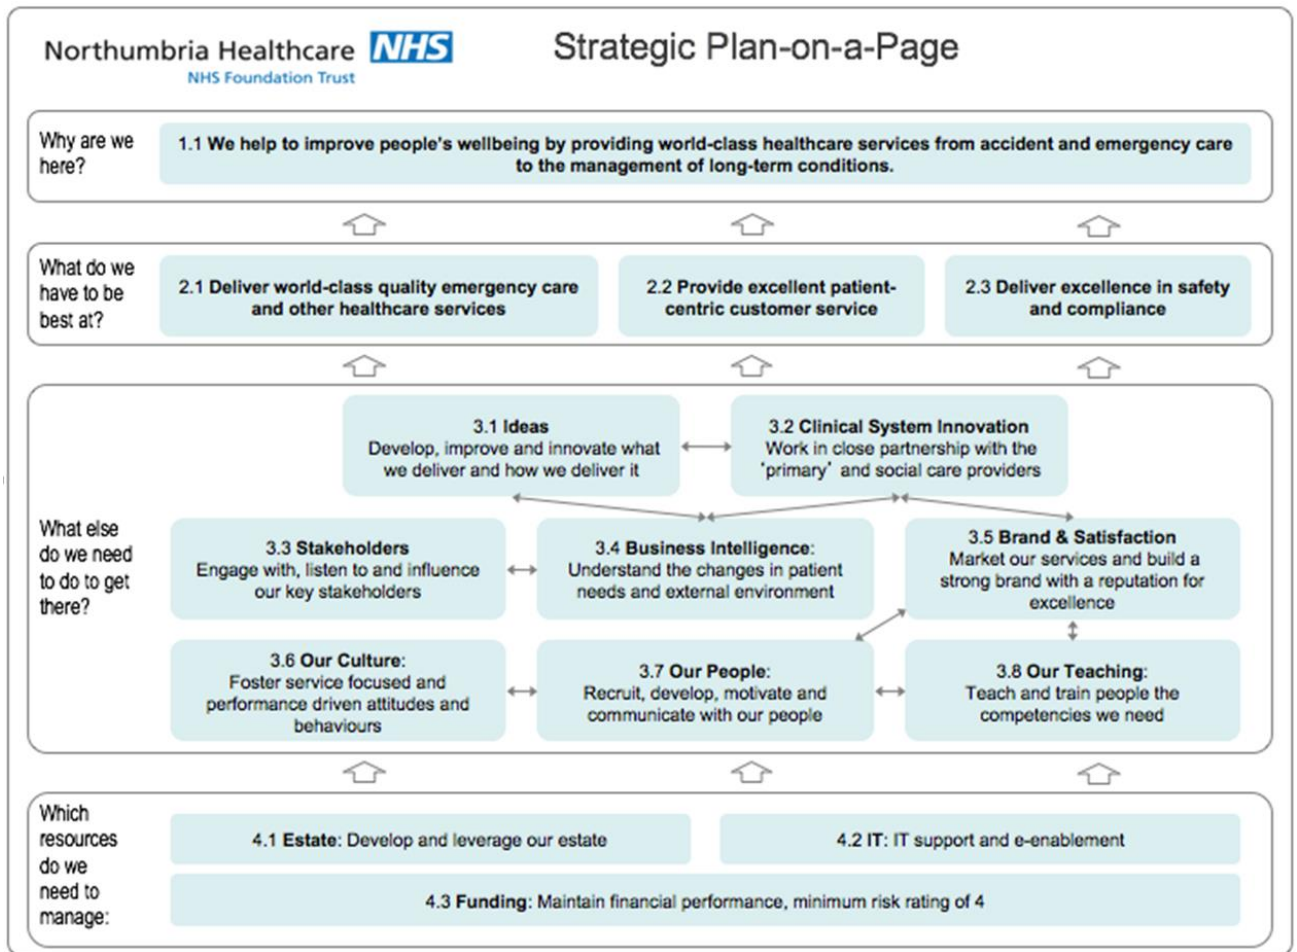 Northumbria Healthcare NHS
NHS Foundation Trust
Strategic Plan-on-a-Page
Why are we
here?
1.1 We help to improve people's wellbeing by providing world-class healthcare services from accident and emergency care
to the management of long-term conditions.
What do we
have to be
best at?
2.1 Deliver world-class quality emergency care
and other healthcare services
2.2 Provide excellent patient-
centric customer service
2.3 Deliver excellence in safety
and compliance
What else
do we need
to do to get
there?
3.1 Ideas
Develop, improve and innovate what
we deliver and how we deliver it
3.2 Clinical System Innovation
Work in close partnership with the
‘primary’ and social care providers
3.3 Stakeholders
Engage with, listen to and influence
our key stakeholders
3.4 Business Intelligence:
Understand the changes in patient
needs and external environment
3.5 Brand & Satisfaction
Market our services and build a
strong brand with a reputation for
excellence
3.6 Our Culture:
Foster service focused and
performance driven attitudes and
behaviours
3.7 Our People:
Recruit, develop, motivate and
communicate with our people
3.8 Our Teaching:
Teach and train people the
competencies we need
Which
resources
do we
need to
manage:
4.1 Estate: Develop and leverage our estate
4.2 IT: IT support and e-enablement
4.3 Funding: Maintain financial performance, minimum risk rating of 4